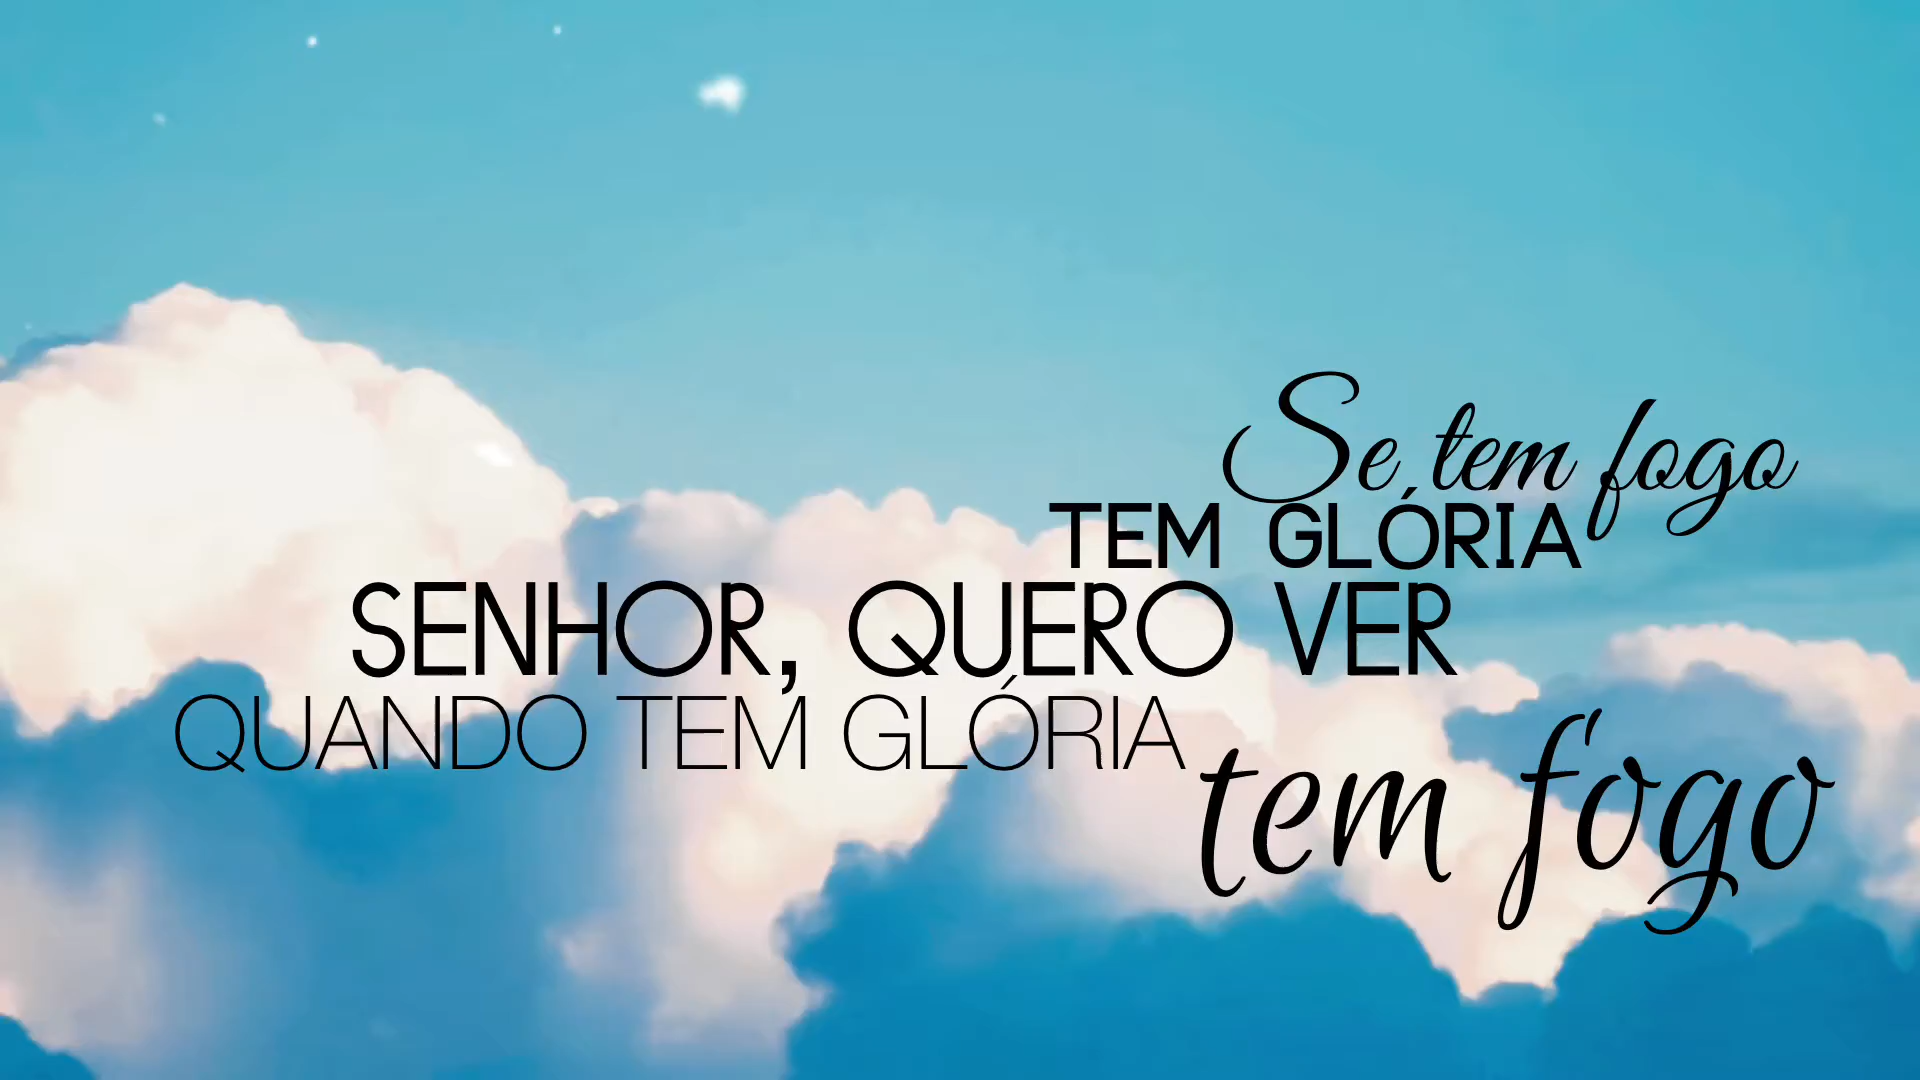 Se tem fogo
TEM GLÓRIA
SENHOR, QUERO VER
QUANDO TEM GLÓRIA
tem fogo